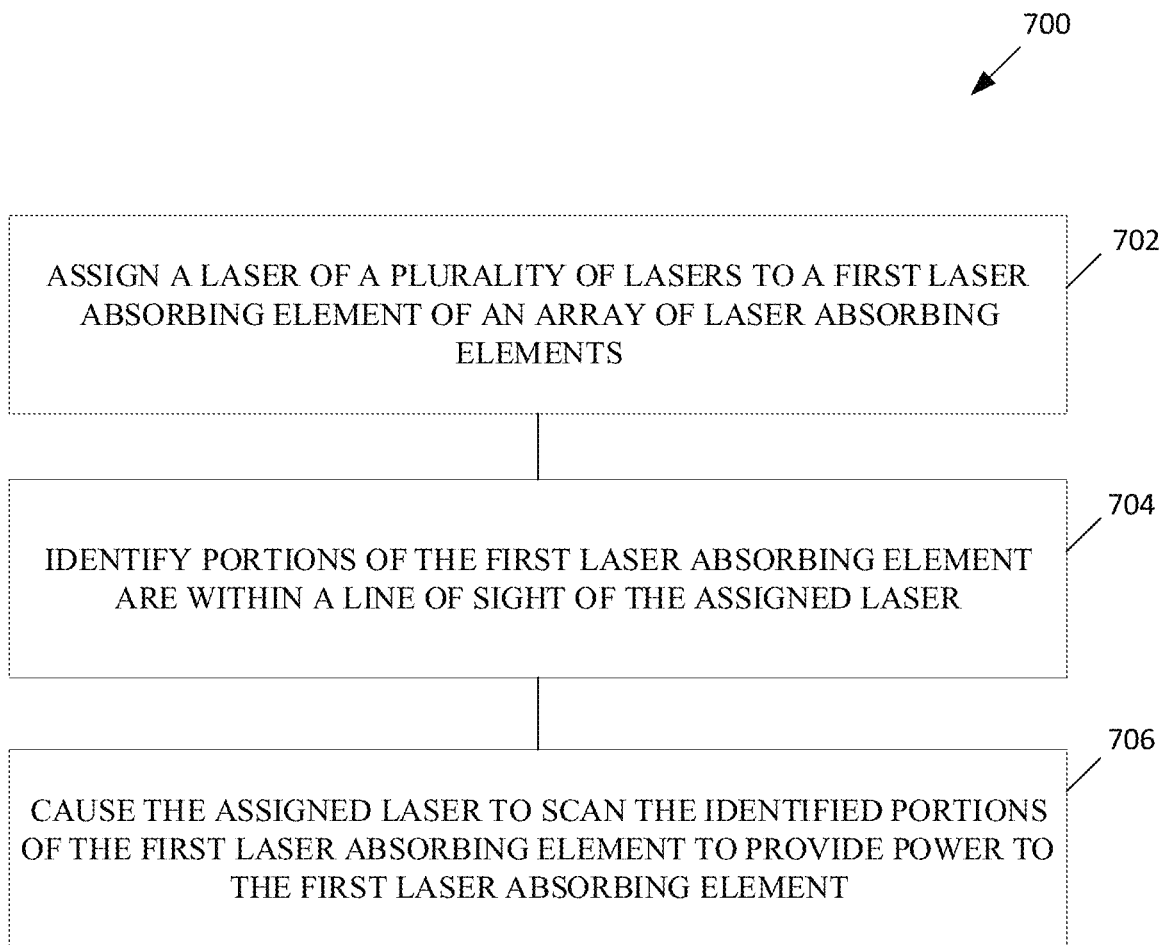 700
702
ASSIGN A LASER OF A PLURALITY OF LASERS TO A FIRST LASER
ABSORBING ELEMENT OF AN ARRAY OF LASER ABSORBING
ELEMENTS
704
IDENTIFY PORTIONS OF THE FIRST LASER ABSORBING ELEMENT
ARE WITHIN A LINE OF SIGHT OF THE ASSIGNED LASER
706
CAUSE THE ASSIGNED LASER TO SCAN THE IDENTIFIED PORTIONS
OF THE FIRST LASER ABSORBING ELEMENT TO PROVIDE POWER TO
THE FIRST LASER ABSORBING ELEMENT